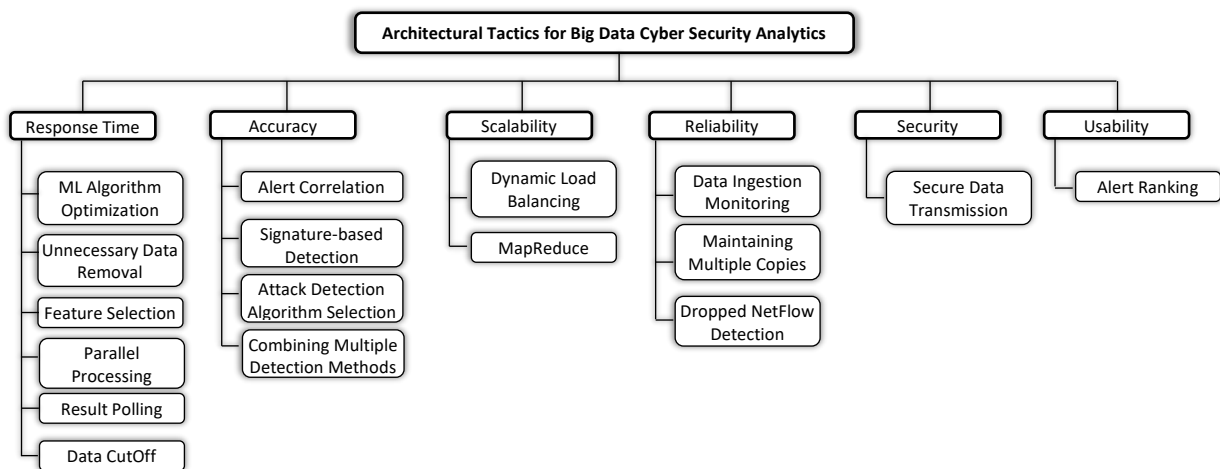 Architectural Tactics for Big Data Cyber Security Analytics
Response Time
ML Algorithm
Optimization
Unnecessary Data
Removal
Feature Selection
Parallel
Processing
Result Polling
Data CutOff
Accuracy
Alert Correlation
Signature-based
Detection
Attack Detection
Algorithm Selection
Combining Multiple
Detection Methods
Scalability
Dynamic Load
Balancing
MapReduce
Reliability
Data Ingestion
Monitoring
Maintaining
Multiple Copies
Dropped NetFlow
Detection
Security
Secure Data
Transmission
Usability
Alert Ranking